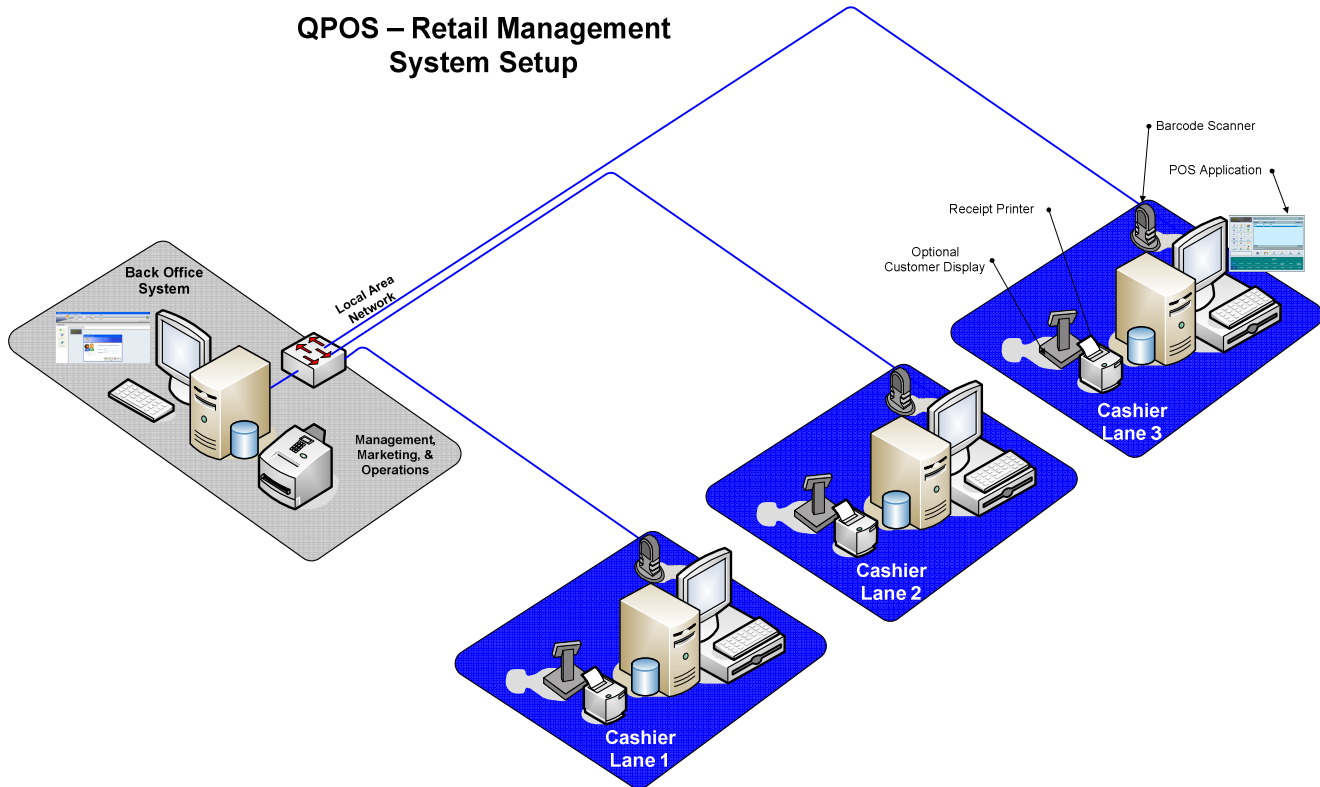 QPOS – Retail Management
System Setup
Barcode Scanner
POS Application
Receipt Printer
Optional
Customer Display
Back Office
System
Local Area
Network
Management,
Marketing, &
Operations
Cashier
Lane 3
Cashier
Lane 2
Cashier
Lane 1